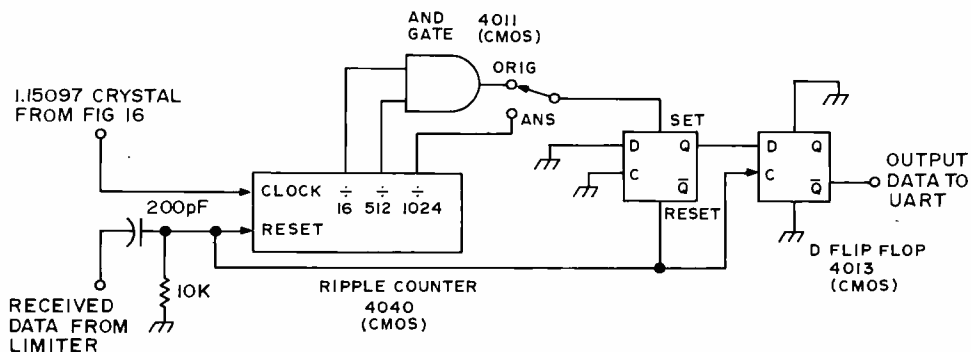 AND
GATE
4011
(CMOS)
ORIG
1.15097 CRYSTAL
FROM FIG 16
ANS
SET
CLOCK
÷ ÷ ÷
16 512 1024
D Q
C
Q̅
RESET
D Q
C
Q̅
OUTPUT
DATA TO
UART
200pF
RESET
10K
RECEIVED
DATA FROM
LIMITER
RIPPLE COUNTER
4040
(CMOS)
D FLIP FLOP
4013
(CMOS)